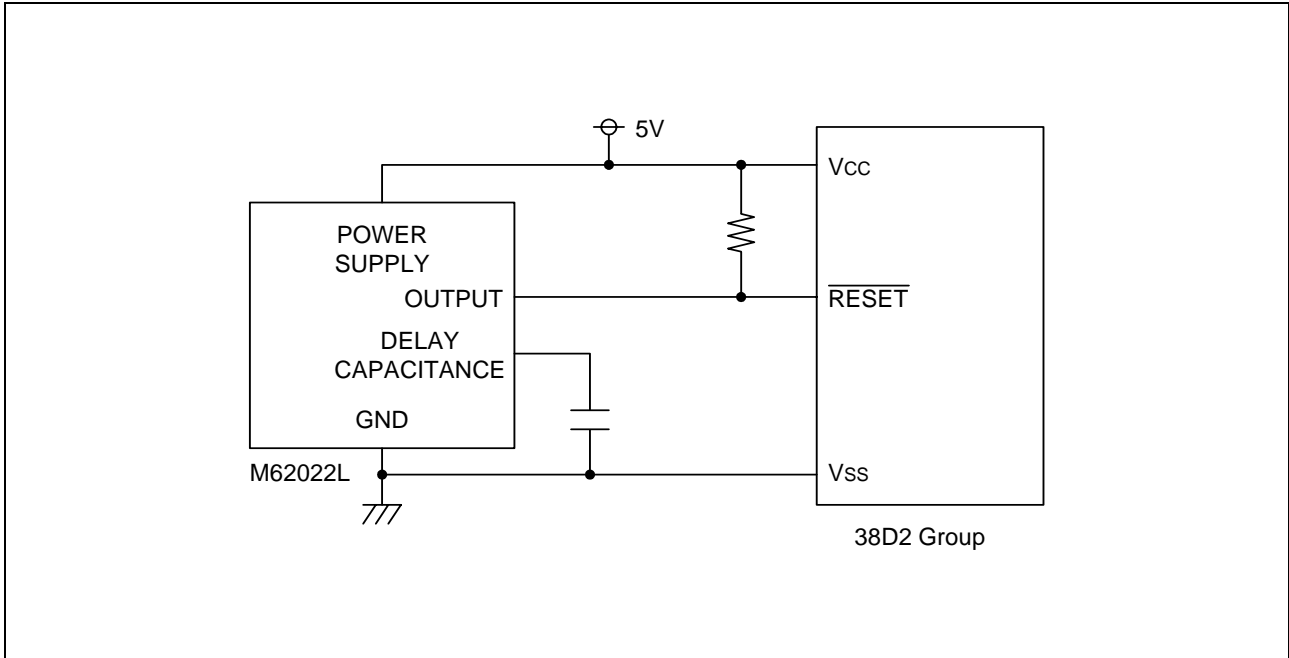 5V
VCC
POWER
SUPPLY
OUTPUT
RESET
DELAY
CAPACITANCE
GND
M62022L
VSS
38D2 Group